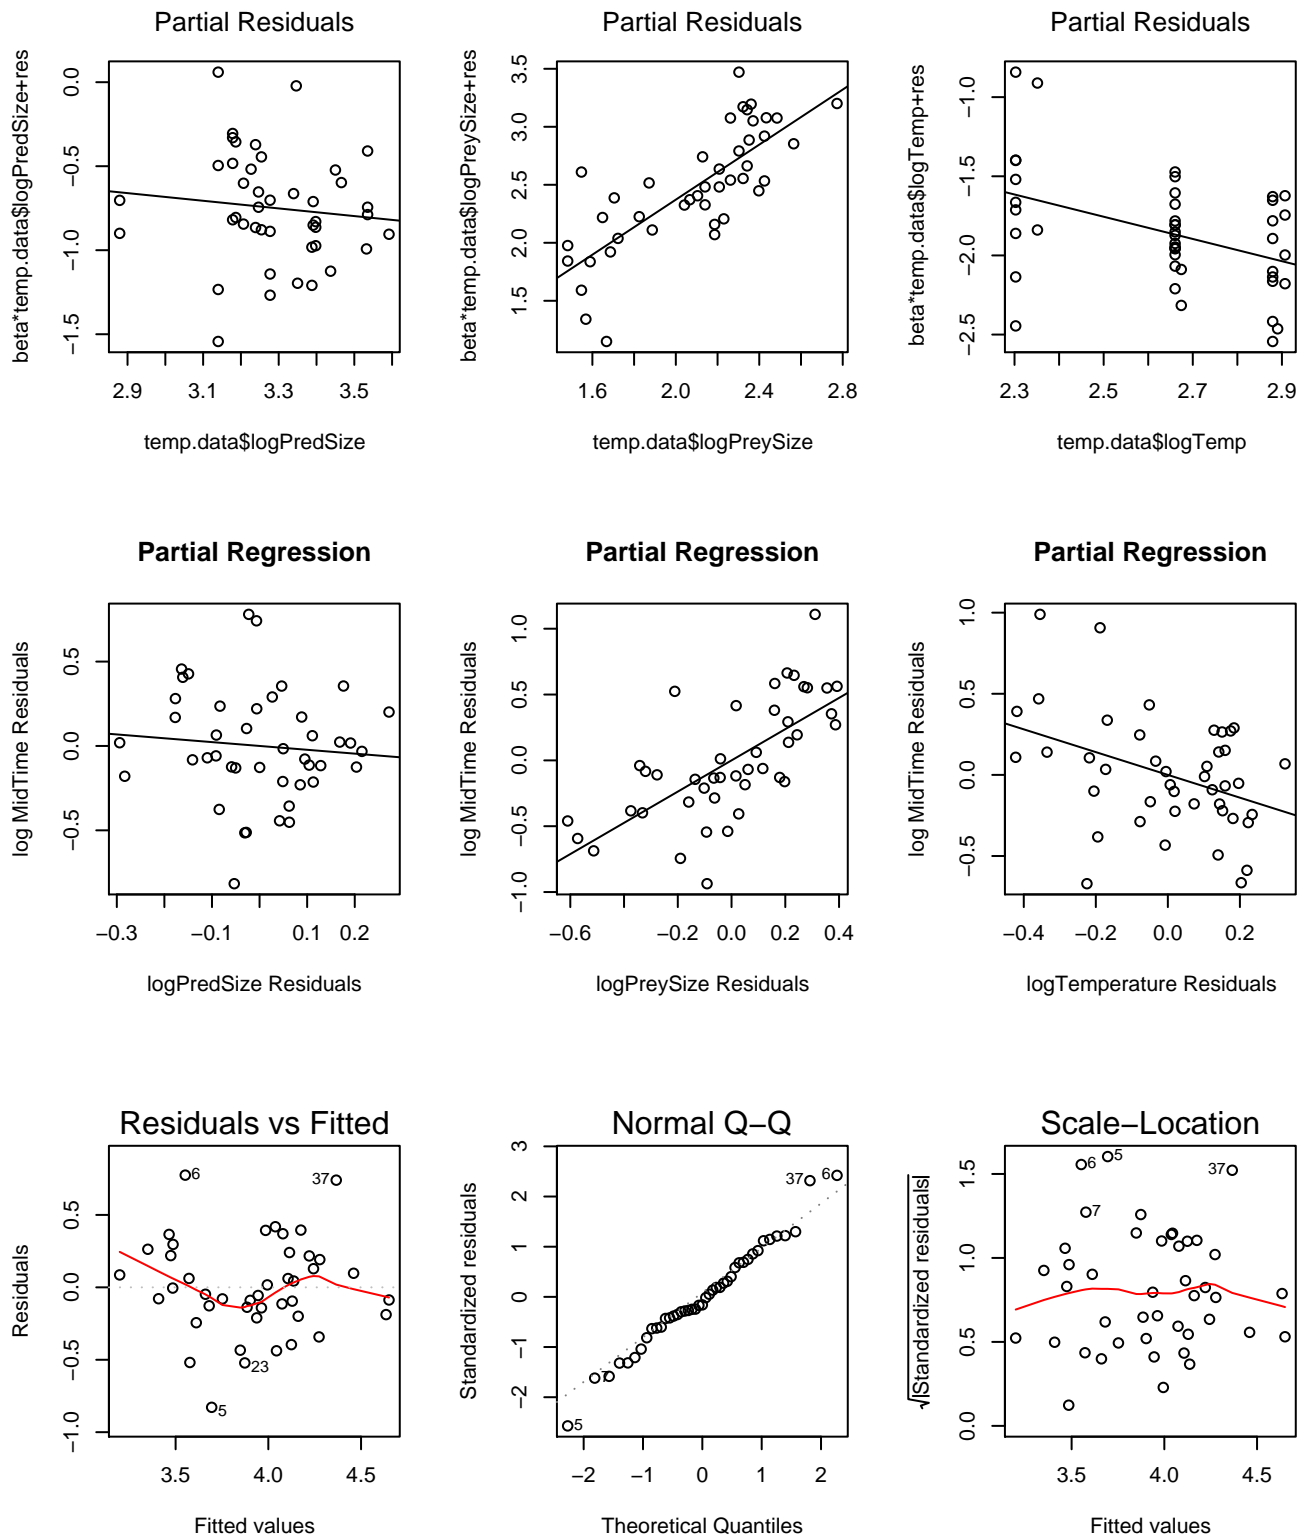 Partial Residuals
beta*temp.data$logPredSize+res
0.0
−0.5
−1.0
−1.5
2.9 3.1 3.3 3.5
temp.data$logPredSize
Partial Residuals
beta*temp.data$logPreySize+res
3.5
3.0
2.5
2.0
1.5
1.6 2.0 2.4 2.8
temp.data$logPreySize
Partial Residuals
beta*temp.data$logTemp+res
−1.0
−1.5
−2.0
−2.5
2.3 2.5 2.7 2.9
temp.data$logTemp
Partial Regression
log MidTime Residuals
0.5
0.0
−0.5
−0.3 −0.1 0.1 0.2
logPredSize Residuals
Partial Regression
log MidTime Residuals
1.0
0.5
0.0
−0.5
−1.0
−0.6 −0.2 0.0 0.2 0.4
logPreySize Residuals
Partial Regression
log MidTime Residuals
1.0
0.5
0.0
−0.5
−0.4 −0.2 0.0 0.2
logTemperature Residuals
Residuals vs Fitted
Residuals
0.5
0.0
−0.5
−1.0
6
37
23
5
3.5 4.0 4.5
Fitted values
Normal Q−Q
Standardized residuals
3
2
1
0
−1
−2
37 6
7
5
−2 −1 0 1 2
Theoretical Quantiles
Scale−Location
√|Standardized residuals|
1.5
1.0
0.5
0.0
6 5
37
7
3.5 4.0 4.5
Fitted values